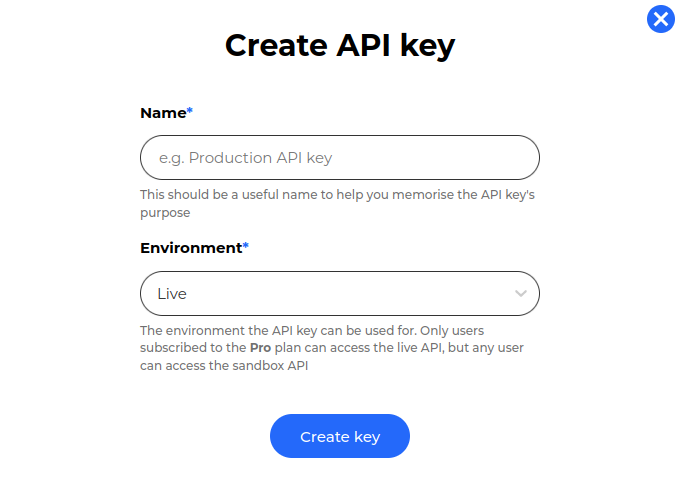 Create API key
Name*
e.g. Production API key
This should be a useful name to help you memorise the API key's
purpose
Environment*
Live
The environment the API key can be used for. Only users
subscribed to the Pro plan can access the live API, but any user
can access the sandbox API
Create key